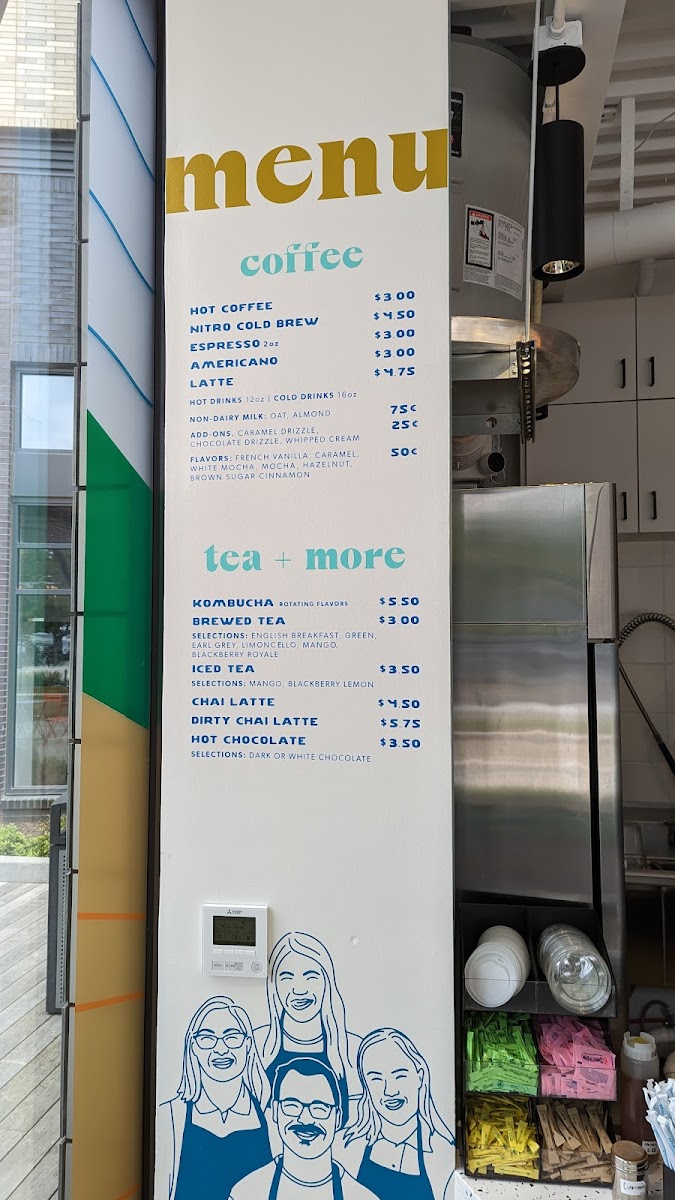 menu
coffee
HOT COFFEE $3.00
NITRO COLD BREW $4.50
ESPRESSO 2oz $3.00
AMERICANO $3.00
LATTE $4.75
HOT DRINKS 12oz | COLD DRINKS 16oz
NON-DAIRY MILK: OAT, ALMOND 75¢
ADD-ONS. CARAMEL DRIZZLE, 25¢
CHOCOLATE DRIZZLE, WHIPPED CREAM
FLAVORS: FRENCH VANILLA, CARAMEL, 50¢
WHITE MOCHA, MOCHA, HAZELNUT,
BROWN SUGAR CINNAMON
tea + more
KOMBUCHA ROTATING FLAVORS $5.50
BREWED TEA $3.00
SELECTIONS: ENGLISH BREAKFAST, GREEN,
EARL GREY, LIMONCELLO, MANGO,
BLACKBERRY ROYALE
ICED TEA $3.50
SELECTIONS: MANGO, BLACKBERRY LEMON
CHAI LATTE $4.50
DIRTY CHAI LATTE $5.75
HOT CHOCOLATE $3.50
SELECTIONS: DARK OR WHITE CHOCOLATE